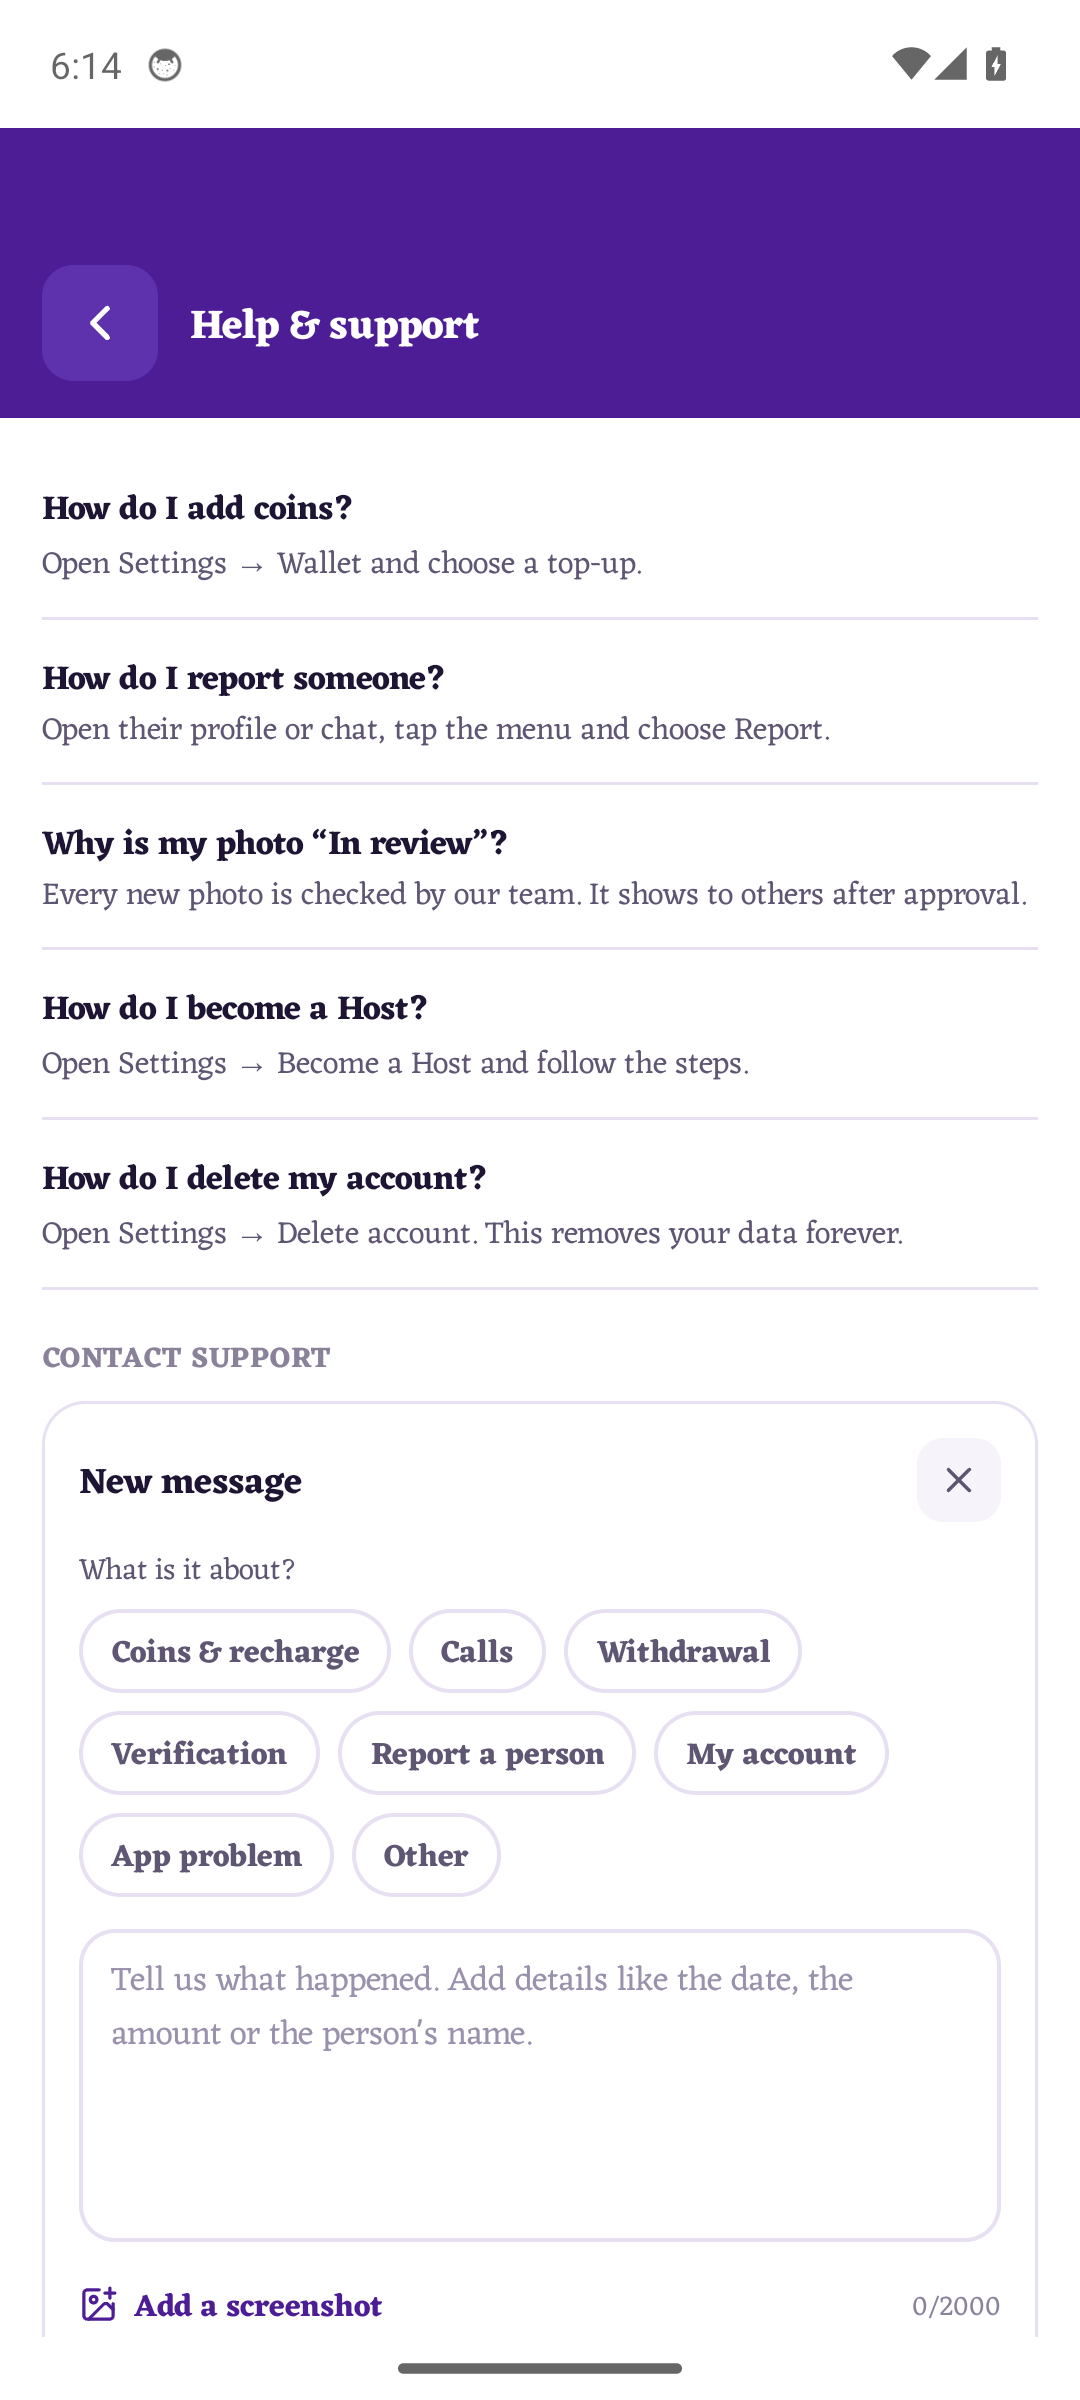 6:14
Help & support
How do I add coins?
Open Settings → Wallet and choose a top-up.
How do I report someone?
Open their profile or chat, tap the menu and choose Report.
Why is my photo “In review”?
Every new photo is checked by our team. It shows to others after approval.
How do I become a Host?
Open Settings → Become a Host and follow the steps.
How do I delete my account?
Open Settings → Delete account. This removes your data forever.
CONTACT SUPPORT
New message
What is it about?
Coins & recharge Calls Withdrawal
Verification Report a person My account
App problem Other
Tell us what happened. Add details like the date, the
amount or the person's name.
Add a screenshot 0/2000